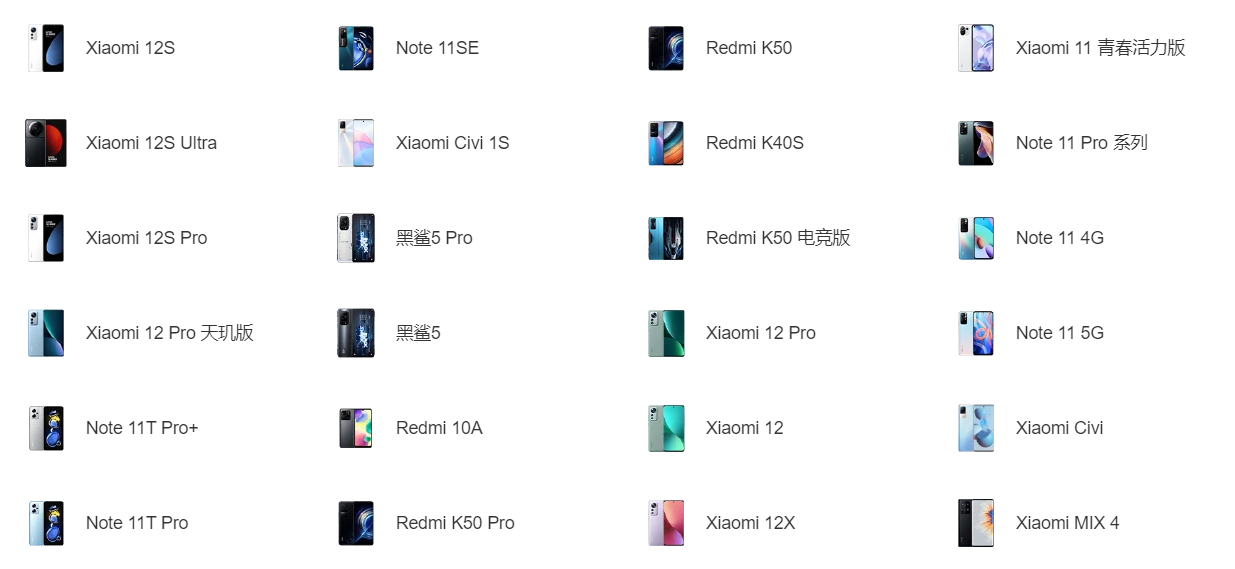 Xiaomi 12S
Note 11SE
Redmi K50
Xiaomi 11 青春活力版
Xiaomi 12S Ultra
Xiaomi Civi 1S
Redmi K40S
Note 11 Pro 系列
Xiaomi 12S Pro
黑鲨5 Pro
Redmi K50 电竞版
Note 11 4G
Xiaomi 12 Pro 天玑版
黑鲨5
Xiaomi 12 Pro
Note 11 5G
Note 11T Pro+
Redmi 10A
Xiaomi 12
Xiaomi Civi
Note 11T Pro
Redmi K50 Pro
Xiaomi 12X
Xiaomi MIX 4